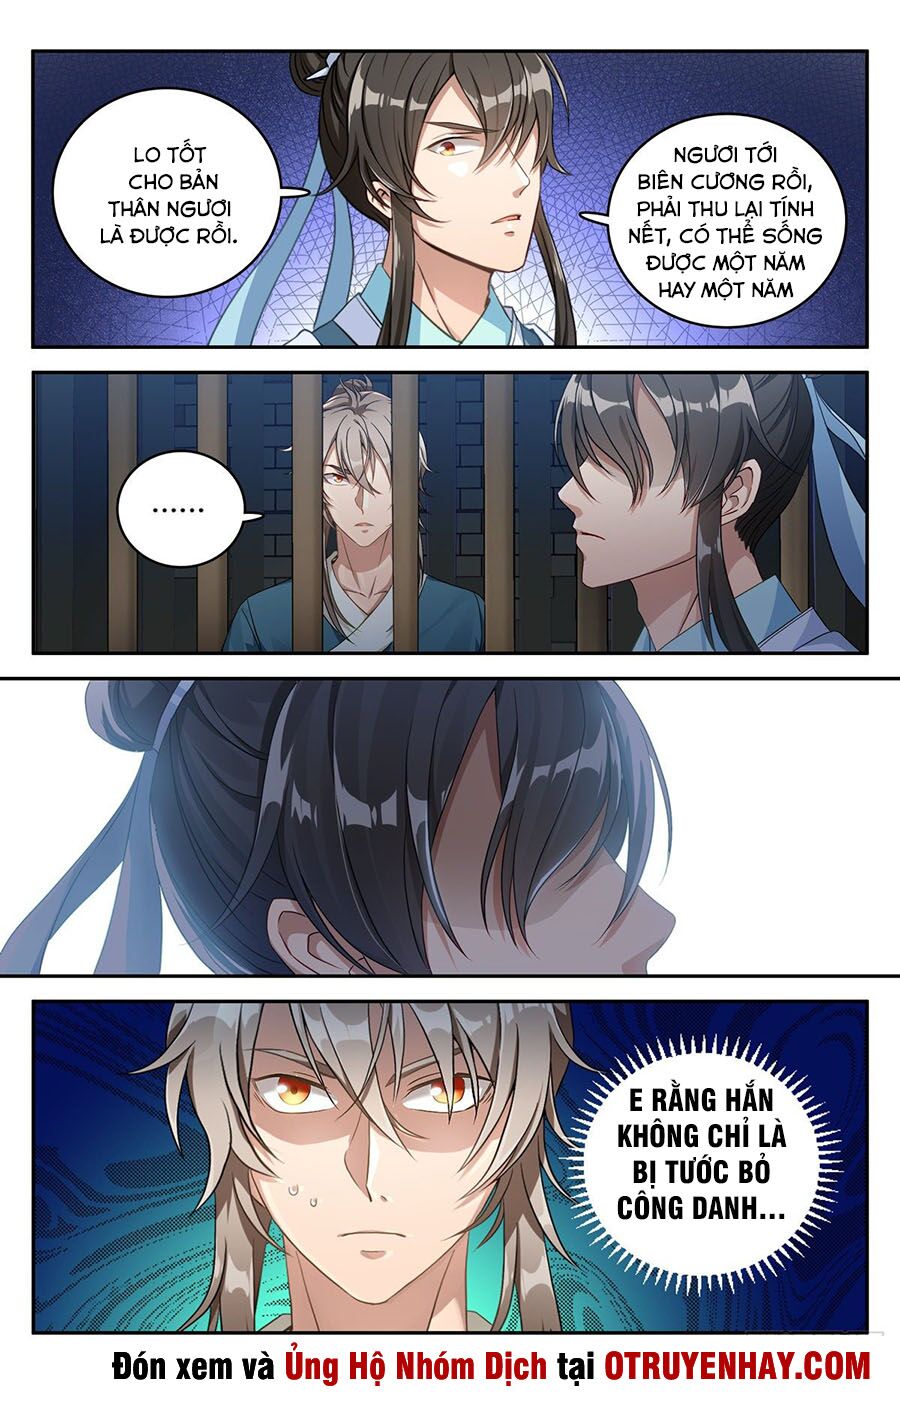 LO TỐT
CHO BẢN
THÂN NGƯƠI
LÀ ĐƯỢC RỒI.
NGƯƠI TỚI
BIÊN CƯƠNG RỒI,
PHẢI THU LẠI TÍNH
NẾT, CÓ THỂ SỐNG
ĐƯỢC MỘT NĂM
HAY MỘT NĂM
......
E RẰNG HẮN
KHÔNG CHỈ LÀ
BỊ TƯỚC BỎ
CÔNG DANH...
Đón xem và Ủng Hộ Nhóm Dịch tại OTRUYENHAY.COM